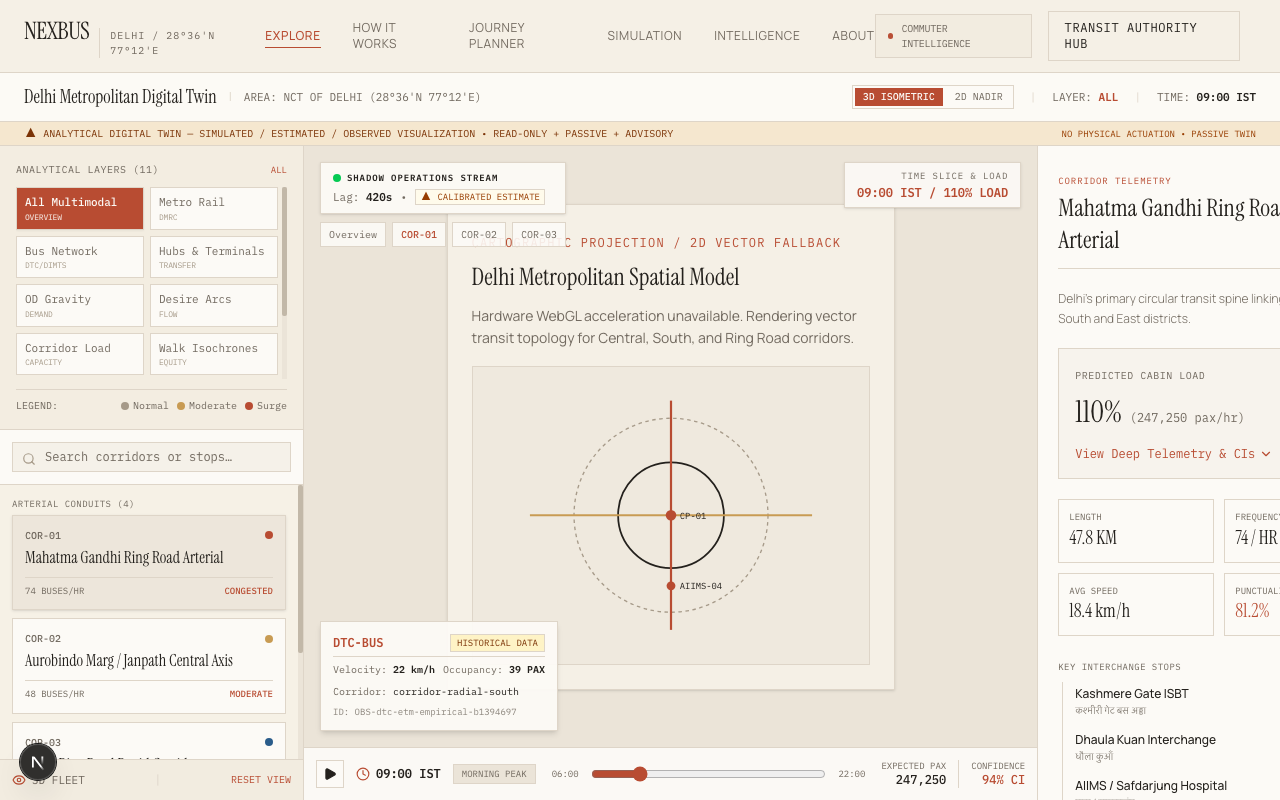 NEXBUS
DELHI / 28°36'N
77°12'E
EXPLORE
HOW IT
WORKS
JOURNEY
PLANNER
SIMULATION
INTELLIGENCE
ABOUT
COMMUTER
INTELLIGENCE
TRANSIT AUTHORITY
HUB
Delhi Metropolitan Digital Twin
AREA: NCT OF DELHI (28°36'N 77°12'E)
3D ISOMETRIC
2D NADIR
LAYER: ALL
TIME: 09:00 IST
ANALYTICAL DIGITAL TWIN — SIMULATED / ESTIMATED / OBSERVED VISUALIZATION • READ-ONLY + PASSIVE + ADVISORY
NO PHYSICAL ACTUATION • PASSIVE TWIN
ANALYTICAL LAYERS (11)
ALL
All Multimodal
OVERVIEW
Metro Rail
DMRC
Bus Network
DTC/DIMTS
Hubs & Terminals
TRANSFER
OD Gravity
DEMAND
Desire Arcs
FLOW
Corridor Load
CAPACITY
Walk Isochrones
EQUITY
LEGEND:
Normal
Moderate
Surge
Search corridors or stops…
ARTERIAL CONDUITS (4)
COR-01
Mahatma Gandhi Ring Road Arterial
74 BUSES/HR
CONGESTED
COR-02
Aurobindo Marg / Janpath Central Axis
48 BUSES/HR
MODERATE
COR-03
N
FLEET
RESET VIEW
SHADOW OPERATIONS STREAM
Lag: 420s •
CALIBRATED ESTIMATE
Overview
COR-01
COR-02
COR-03
TIME SLICE & LOAD
09:00 IST / 110% LOAD
CARTOGRAPHIC PROJECTION / 2D VECTOR FALLBACK
Delhi Metropolitan Spatial Model
Hardware WebGL acceleration unavailable. Rendering vector
transit topology for Central, South, and Ring Road corridors.
CP-01
AIIMS-04
DTC-BUS
HISTORICAL DATA
Velocity: 22 km/h
Occupancy: 39 PAX
Corridor: corridor-radial-south
ID: OBS-dtc-etm-empirical-b1394697
09:00 IST
MORNING PEAK
06:00
22:00
EXPECTED PAX
247,250
CONFIDENCE
94% CI
CORRIDOR TELEMETRY
Mahatma Gandhi Ring Roa
Arterial
Delhi's primary circular transit spine linking
South and East districts.
PREDICTED CABIN LOAD
110% (247,250 pax/hr)
View Deep Telemetry & CIs
LENGTH
47.8 KM
FREQUENCY
74 / HR
AVG SPEED
18.4 km/h
PUNCTUAL
81.2%
KEY INTERCHANGE STOPS
Kashmere Gate ISBT
कश्मीरी गेट बस अड्डा
Dhaula Kuan Interchange
धौला कुआँ
AIIMS / Safdarjung Hospital